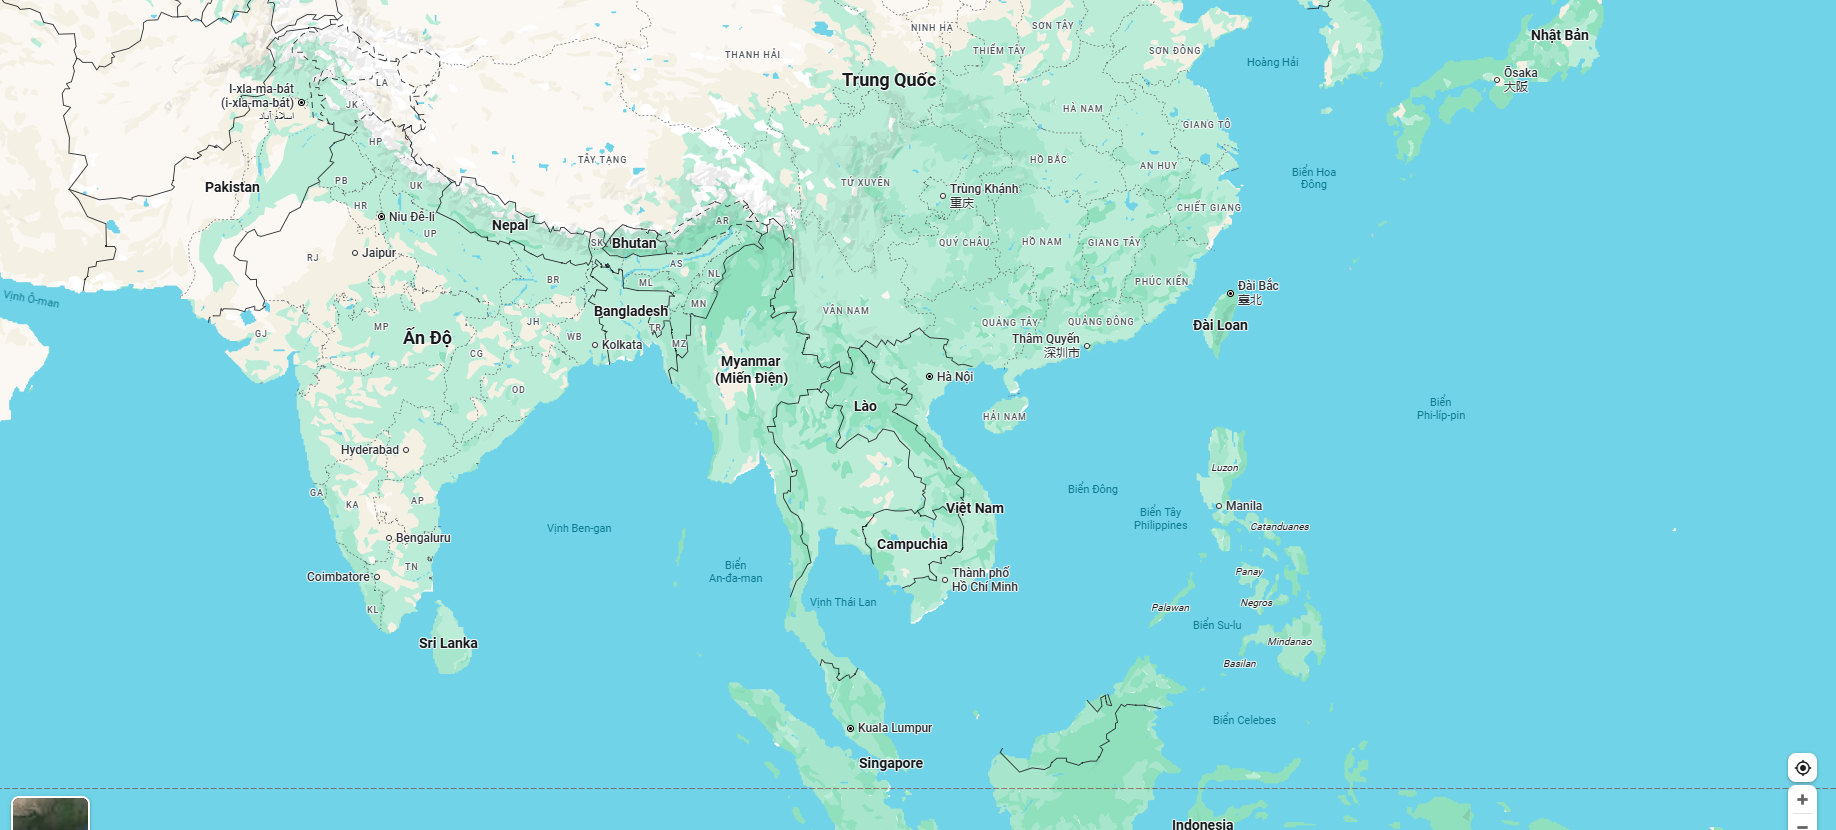 NINH HẠ
SƠN TÂY
Nhật Bản
THANH HẢI
THIỂM TÂY
SƠN ĐÔNG
Hoàng Hải
Trung Quốc
Ōsaka
大阪
LA
I-xla-ma-bát
(i-xla-ma-bát)
اسلام آباد
JK
HÀ NAM
GIANG TÔ
HP
TÂY TẠNG
HỒ BẮC
AN HUY
Biển Hoa
Đông
PB
UK
Pakistan
TỨ XUYÊN
Trùng Khánh
重庆
HR
CHIẾT GIANG
Niu Đê-li
Nepal
AR
UP
SK
Bhutan
QUÝ CHÂU
HỒ NAM
GIANG TÂY
RJ
Jaipur
AS
NL
BR
ML
PHÚC KIẾN
Đài Bắc
臺北
Vịnh Ô-man
MN
Bangladesh
VÂN NAM
GJ
MP
JH
TR
QUẢNG TÂY
QUẢNG ĐÔNG
Đài Loan
Ấn Độ
WB
Kolkata
MZ
Thâm Quyến
深圳市
CG
Myanmar
(Miến Điện)
Hà Nội
OD
Lào
HẢI NAM
Biển
Phi-líp-pin
Hyderabad
Luzon
GA
KA
AP
Biển Đông
Việt Nam
Manila
Biển Tây
Philippines
Catanduanes
Vịnh Ben-gan
Bengaluru
Campuchia
TN
Biển
An-đa-man
Coimbatore
Thành phố
Hồ Chí Minh
Panay
KL
Vịnh Thái Lan
Palawan
Negros
Biển Su-lu
Sri Lanka
Mindanao
Basilan
Biển Celebes
Kuala Lumpur
Singapore
Indonesia